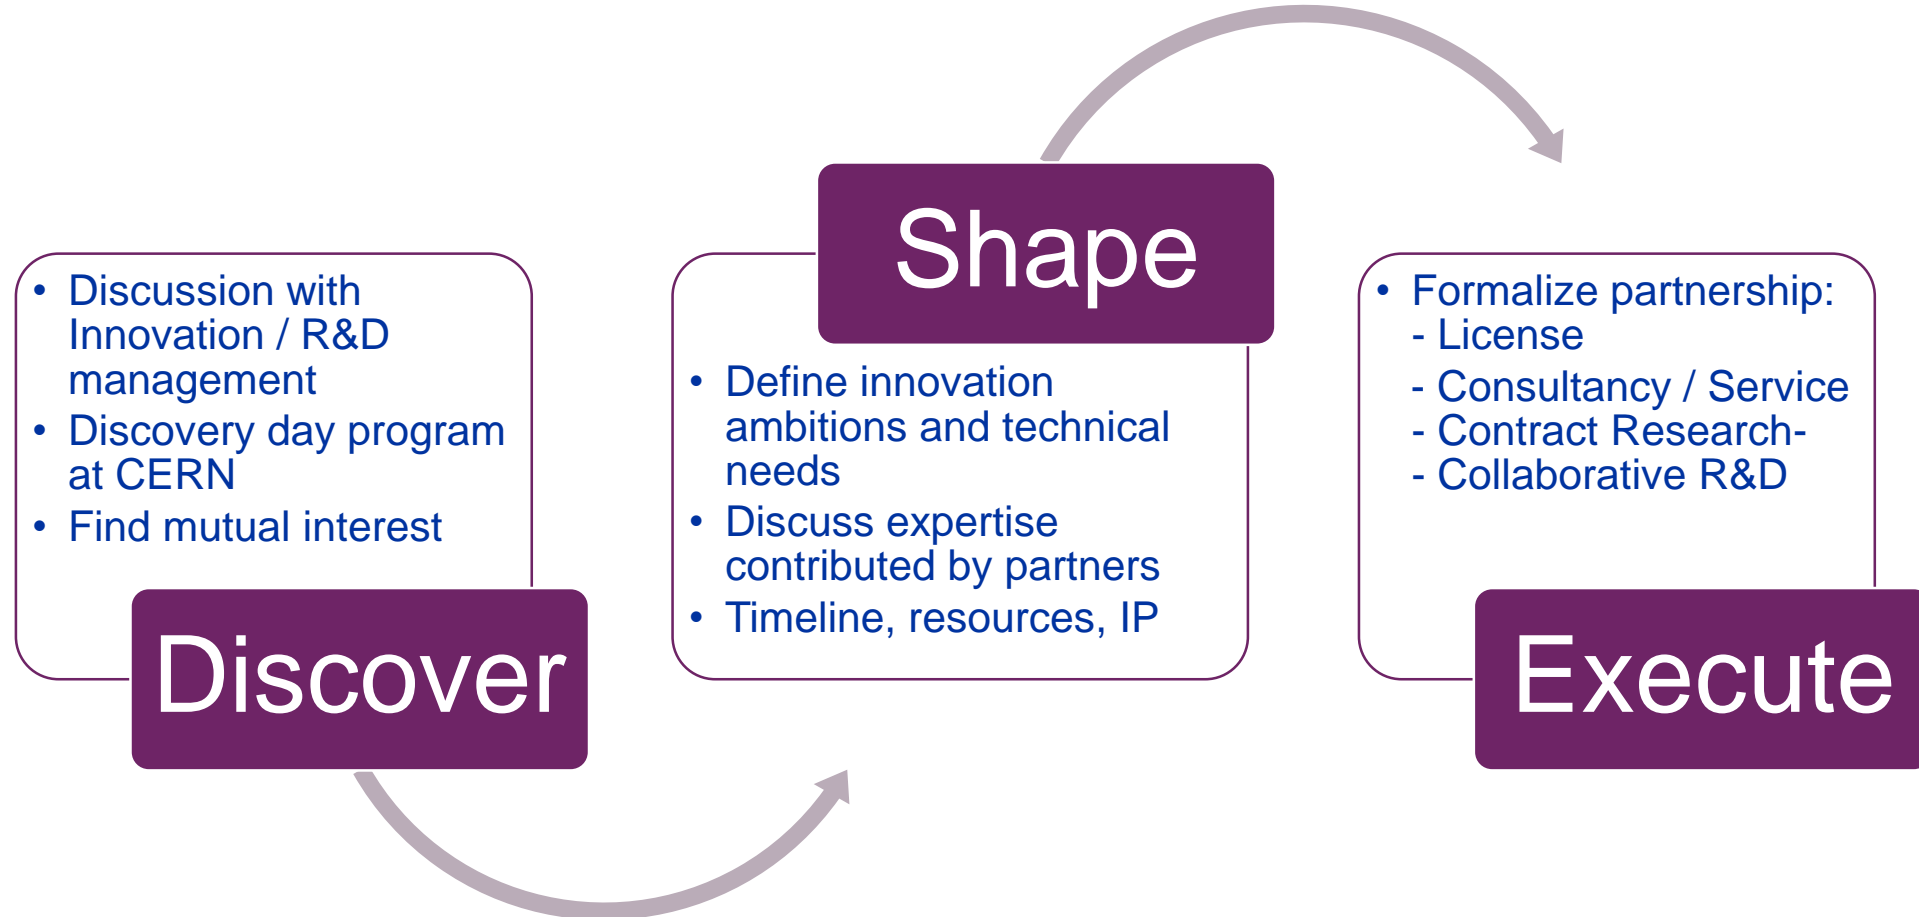 • Discussion with
Innovation / R&D
management
• Discovery day program
at CERN
• Find mutual interest
Discover
Shape
• Define innovation
ambitions and technical
needs
• Discuss expertise
contributed by partners
• Timeline, resources, IP
• Formalize partnership:
- License
- Consultancy / Service
- Contract Research-
- Collaborative R&D
Execute